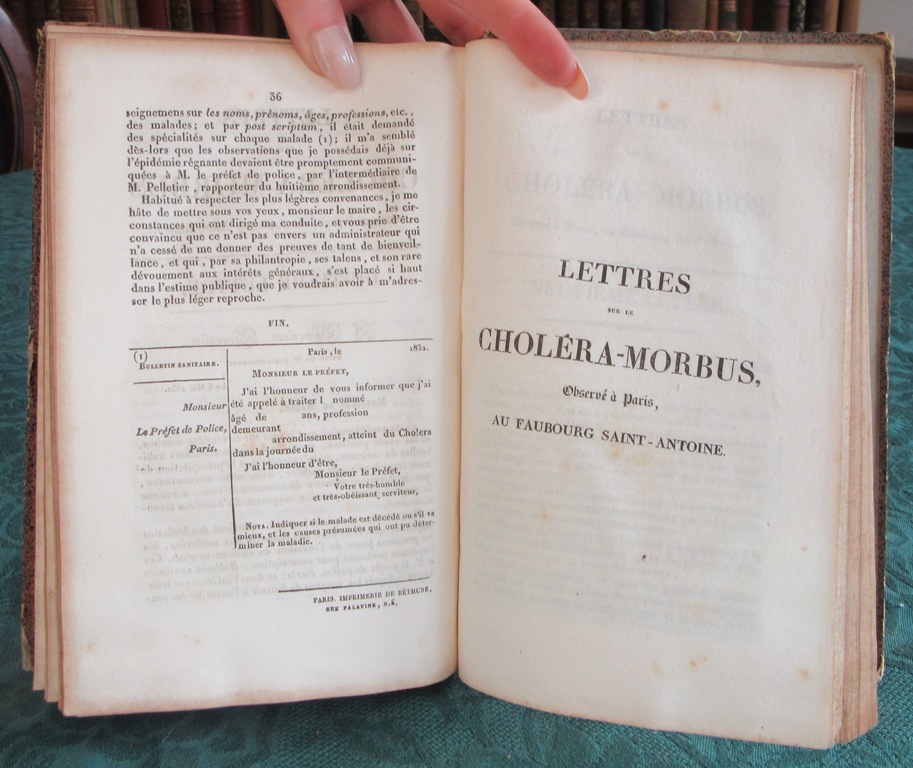 36
seignemens sur les noms, prénoms, âges, professions, etc.,
des malades; et par post scriptum, il était demandé
des spécialités sur chaque malade (1); il m'a semblé
dès-lors que les observations que je possédais déjà sur
l'épidémie règnante devaient être promptement communi-
quées à M. le préfet de police, par l'intermédiaire de
M. Pelletier, rapporteur du huitième arrondissement.
Habitué à respecter les plus légères convenances, je me
hâte de mettre sous vos yeux, monsieur le maire, les cir-
constances qui ont dirigé ma conduite, et vous prie d'être
convaincu que ce n'est pas envers un administrateur qui
n'a cessé de me donner des preuves de tant de bienveil-
lance, et qui, par sa philantropie, ses talens, et son rare
dévouement aux intérêts généraux, s'est placé si haut
dans l'estime publique, que je voudrais avoir à m'adres-
ser le plus léger reproche.
FIN.
(1)
BULLETIN SANITAIRE.
Monsieur
Le Préfet de Police,
Paris.
Paris, le 1832.
MONSIEUR LE PRÉFET,
J'ai l'honneur de vous informer que j'ai
été appelé à traiter l nommé
âgé de ans, profession
demeurant
arrondissement, atteint du Cholera
dans la journée du
J'ai l'honneur d'être,
Monsieur le Préfet,
Votre très-humble
et très-obéissant serviteur,
NOTA. Indiquer si le malade est décédé ou s'il va
mieux, et les causes présumées qui ont pu déter-
miner la maladie.
PARIS. IMPRIMERIE DE BÉTHUNE,
RUE PALATINE, N. 5.
LETTRES
SUR LE
CHOLÉRA-MORBUS,
Observé à Paris,
AU FAUBOURG SAINT-ANTOINE.